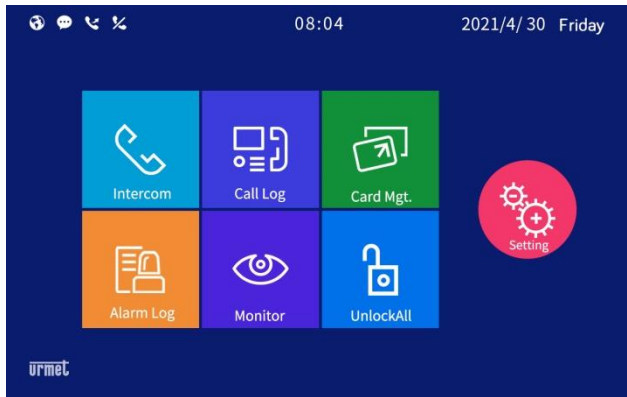 08:04 2021/4/30 Friday
Intercom Call Log Card Mgt.
Setting
Alarm Log Monitor UnlockAll
urmet